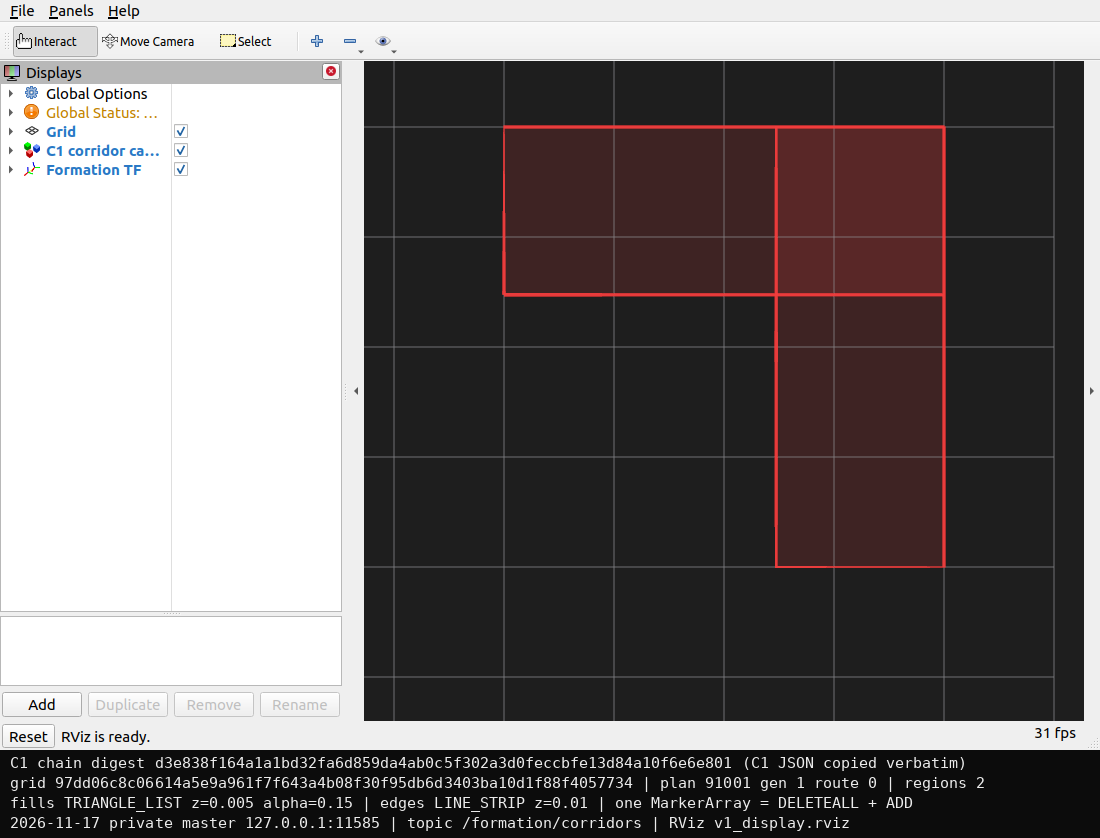 File Panels Help
Interact Move Camera Select
Displays
Global Options
Global Status: ...
Grid
C1 corridor ca...
Formation TF
Add Duplicate Remove Rename
Reset RViz is ready. 31 fps
C1 chain digest d3e838f164a1a1bd32fa6d859da4ab0c5f302a3d0feccbfe13d84a10f6e6e801 (C1 JSON copied verbatim)
grid 97dd06c8c06614a5e9a961f7f643a4b08f30f95db6d3403ba10d1f88f4057734 | plan 91001 gen 1 route 0 | regions 2
fills TRIANGLE_LIST z=0.005 alpha=0.15 | edges LINE_STRIP z=0.01 | one MarkerArray = DELETEALL + ADD
2026-11-17 private master 127.0.0.1:11585 | topic /formation/corridors | RViz v1_display.rviz